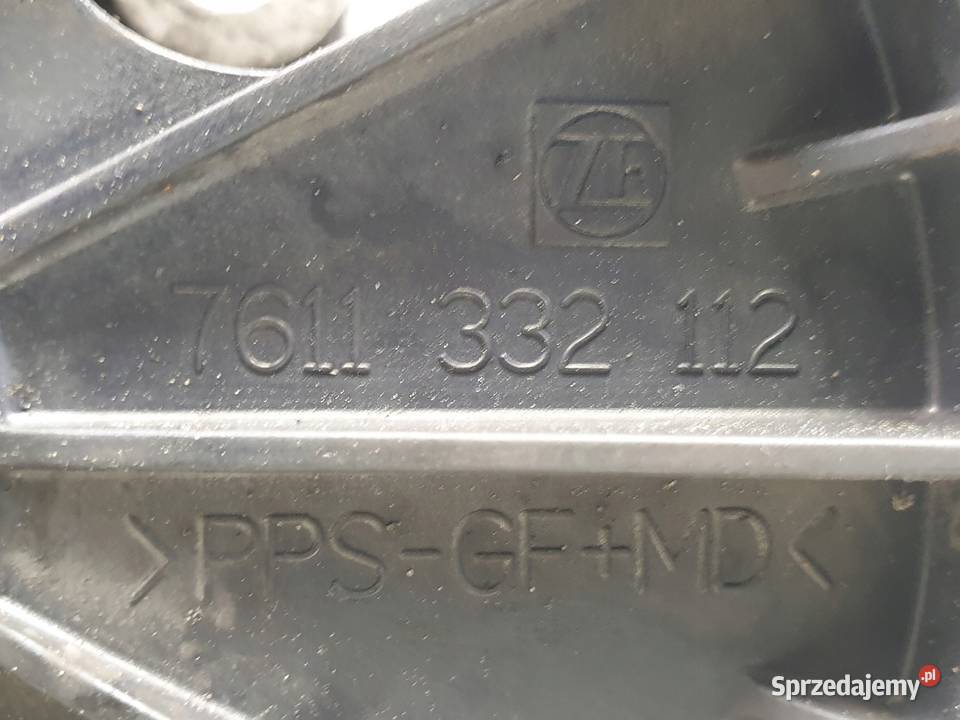 ZF
7611 332 112
>PPS-GF+MD<
Sprzedajemy.pl